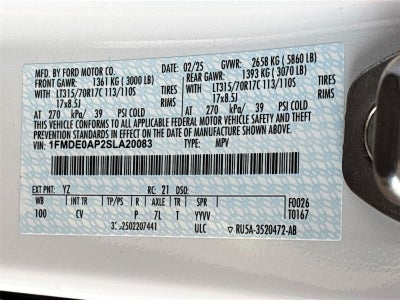 MFD. BY FORD MOTOR CO. 02/25 GVWR: 2658 KG (5860 LB)
FRONT GAWR: 1361 KG (3000 LB) REAR GAWR: 1393 KG (3070 LB)
LT315/70R17C 113/110S TIRES LT315/70R17C 113/110S TIRES
17x8.5J RIMS 17x8.5J RIMS
AT 270 kPa/ 39 PSI COLD AT 270 kPa/ 39 PSI COLD
THIS VEHICLE CONFORMS TO ALL APPLICABLE FEDERAL MOTOR VEHICLE SAFETY, BUMPER, AND
THEFT PREVENTION STANDARDS IN EFFECT ON THE DATE OF MANUFACTURE SHOWN ABOVE.
VIN: 1FMDE0AP2SLA20083 TYPE: MPV
EXT PNT: YZ RC: 21 DSO:
WB INT TR TP/PS R AXLE TR SPR F0026
100 CV P 7L T YYVV T0167
ULC RU5A-3520472-AB